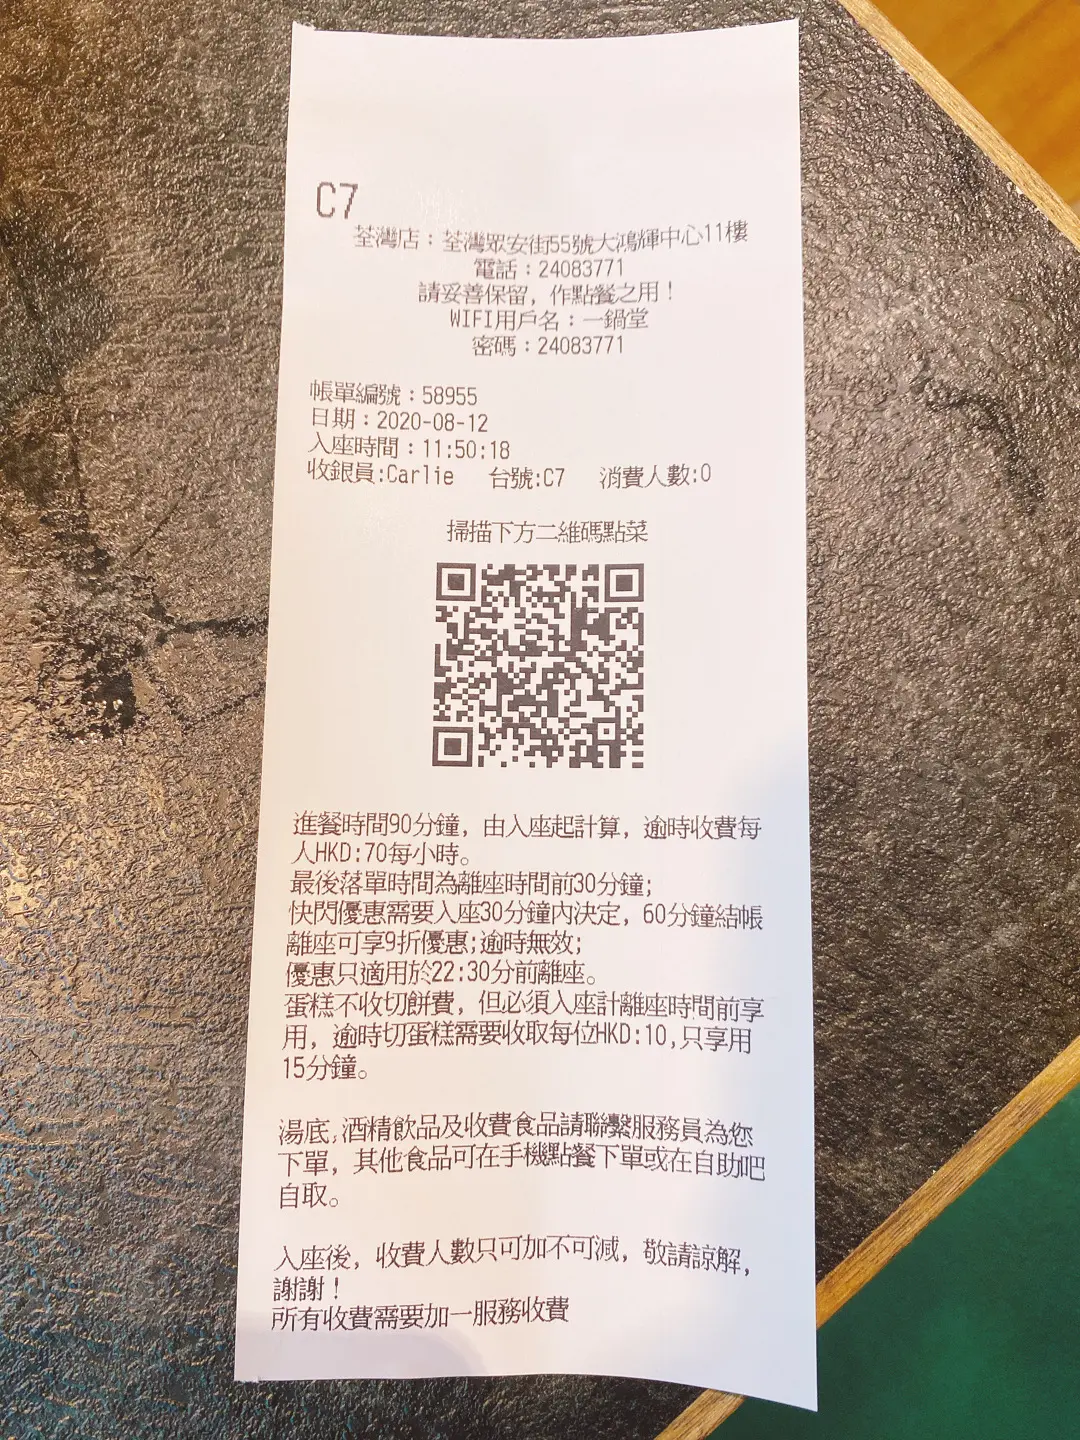 C7
荃灣店：荃灣眾安街55號大鴻輝中心11樓
電話：24083771
請妥善保留，作點餐之用！
WIFI用戶名：一鍋堂
密碼：24083771
帳單編號：58955
日期：2020-08-12
入座時間：11:50:18
收銀員:Carlie 台號:C7 消費人數:0
掃描下方二維碼點菜
進餐時間90分鐘，由入座起計算，逾時收費每
人HKD:70每小時。
最後落單時間為離座時間前30分鐘;
快閃優惠需要入座30分鐘內決定，60分鐘結帳
離座可享9折優惠;逾時無效;
優惠只適用於22:30分前離座。
蛋糕不收切餅費，但必須入座計離座時間前享
用，逾時切蛋糕需要收取每位HKD:10,只享用
15分鐘。
湯底,酒精飲品及收費食品請聯繫服務員為您
下單，其他食品可在手機點餐下單或在自助吧
自取。
入座後，收費人數只可加不可減，敬請諒解，
謝謝！
所有收費需要加一服務收費